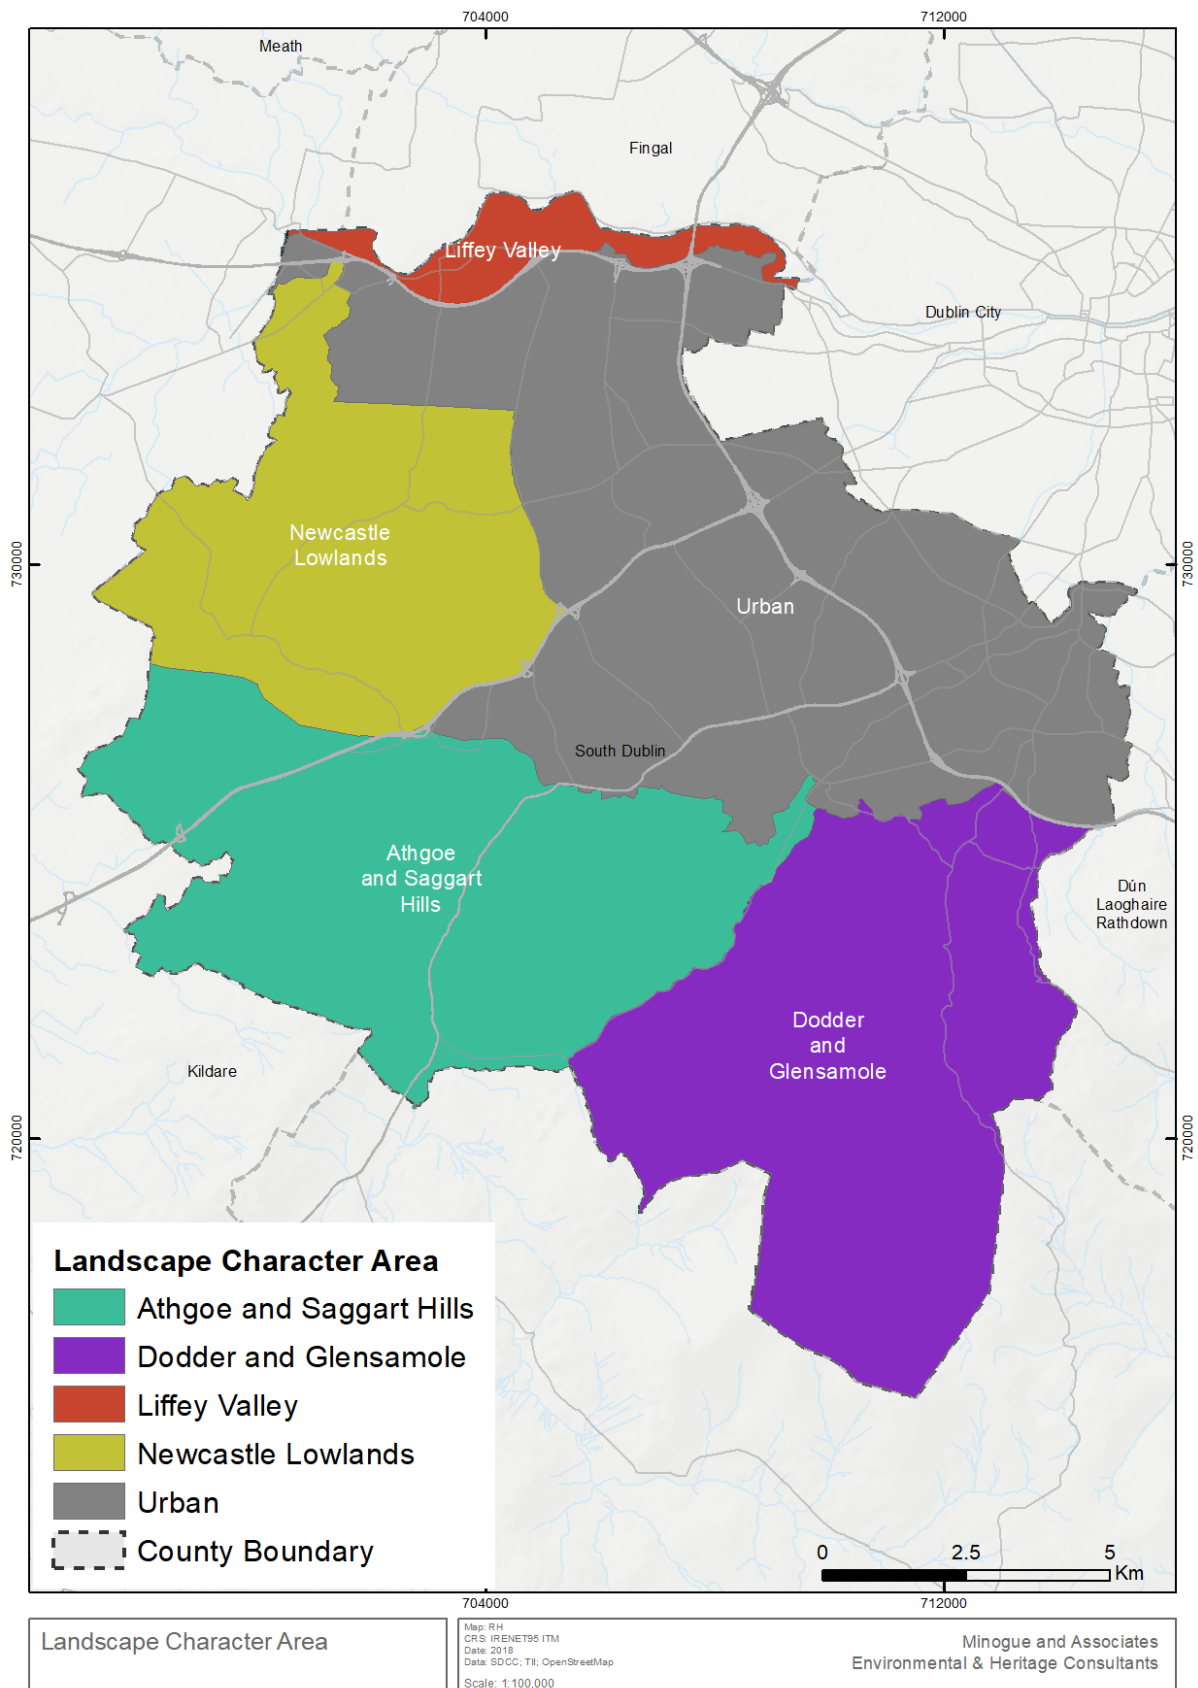 704000
712000
Meath
Fingal
Liffey Valley
Dublin City
Newcastle
Lowlands
730000
730000
Urban
South Dublin
Athgoe
and Saggart
Hills
Dún
Laoghaire
Rathdown
Dodder
and
Glensamole
Kildare
720000
720000
Landscape Character Area
Athgoe and Saggart Hills
Dodder and Glensamole
Liffey Valley
Newcastle Lowlands
Urban
County Boundary
0 2.5 5
Km
704000
712000
Landscape Character Area
Map: RH
CRS: IRENET95 ITM
Date: 2018
Data: SDCC; TII; OpenStreetMap
Scale: 1:100,000
Minogue and Associates
Environmental & Heritage Consultants